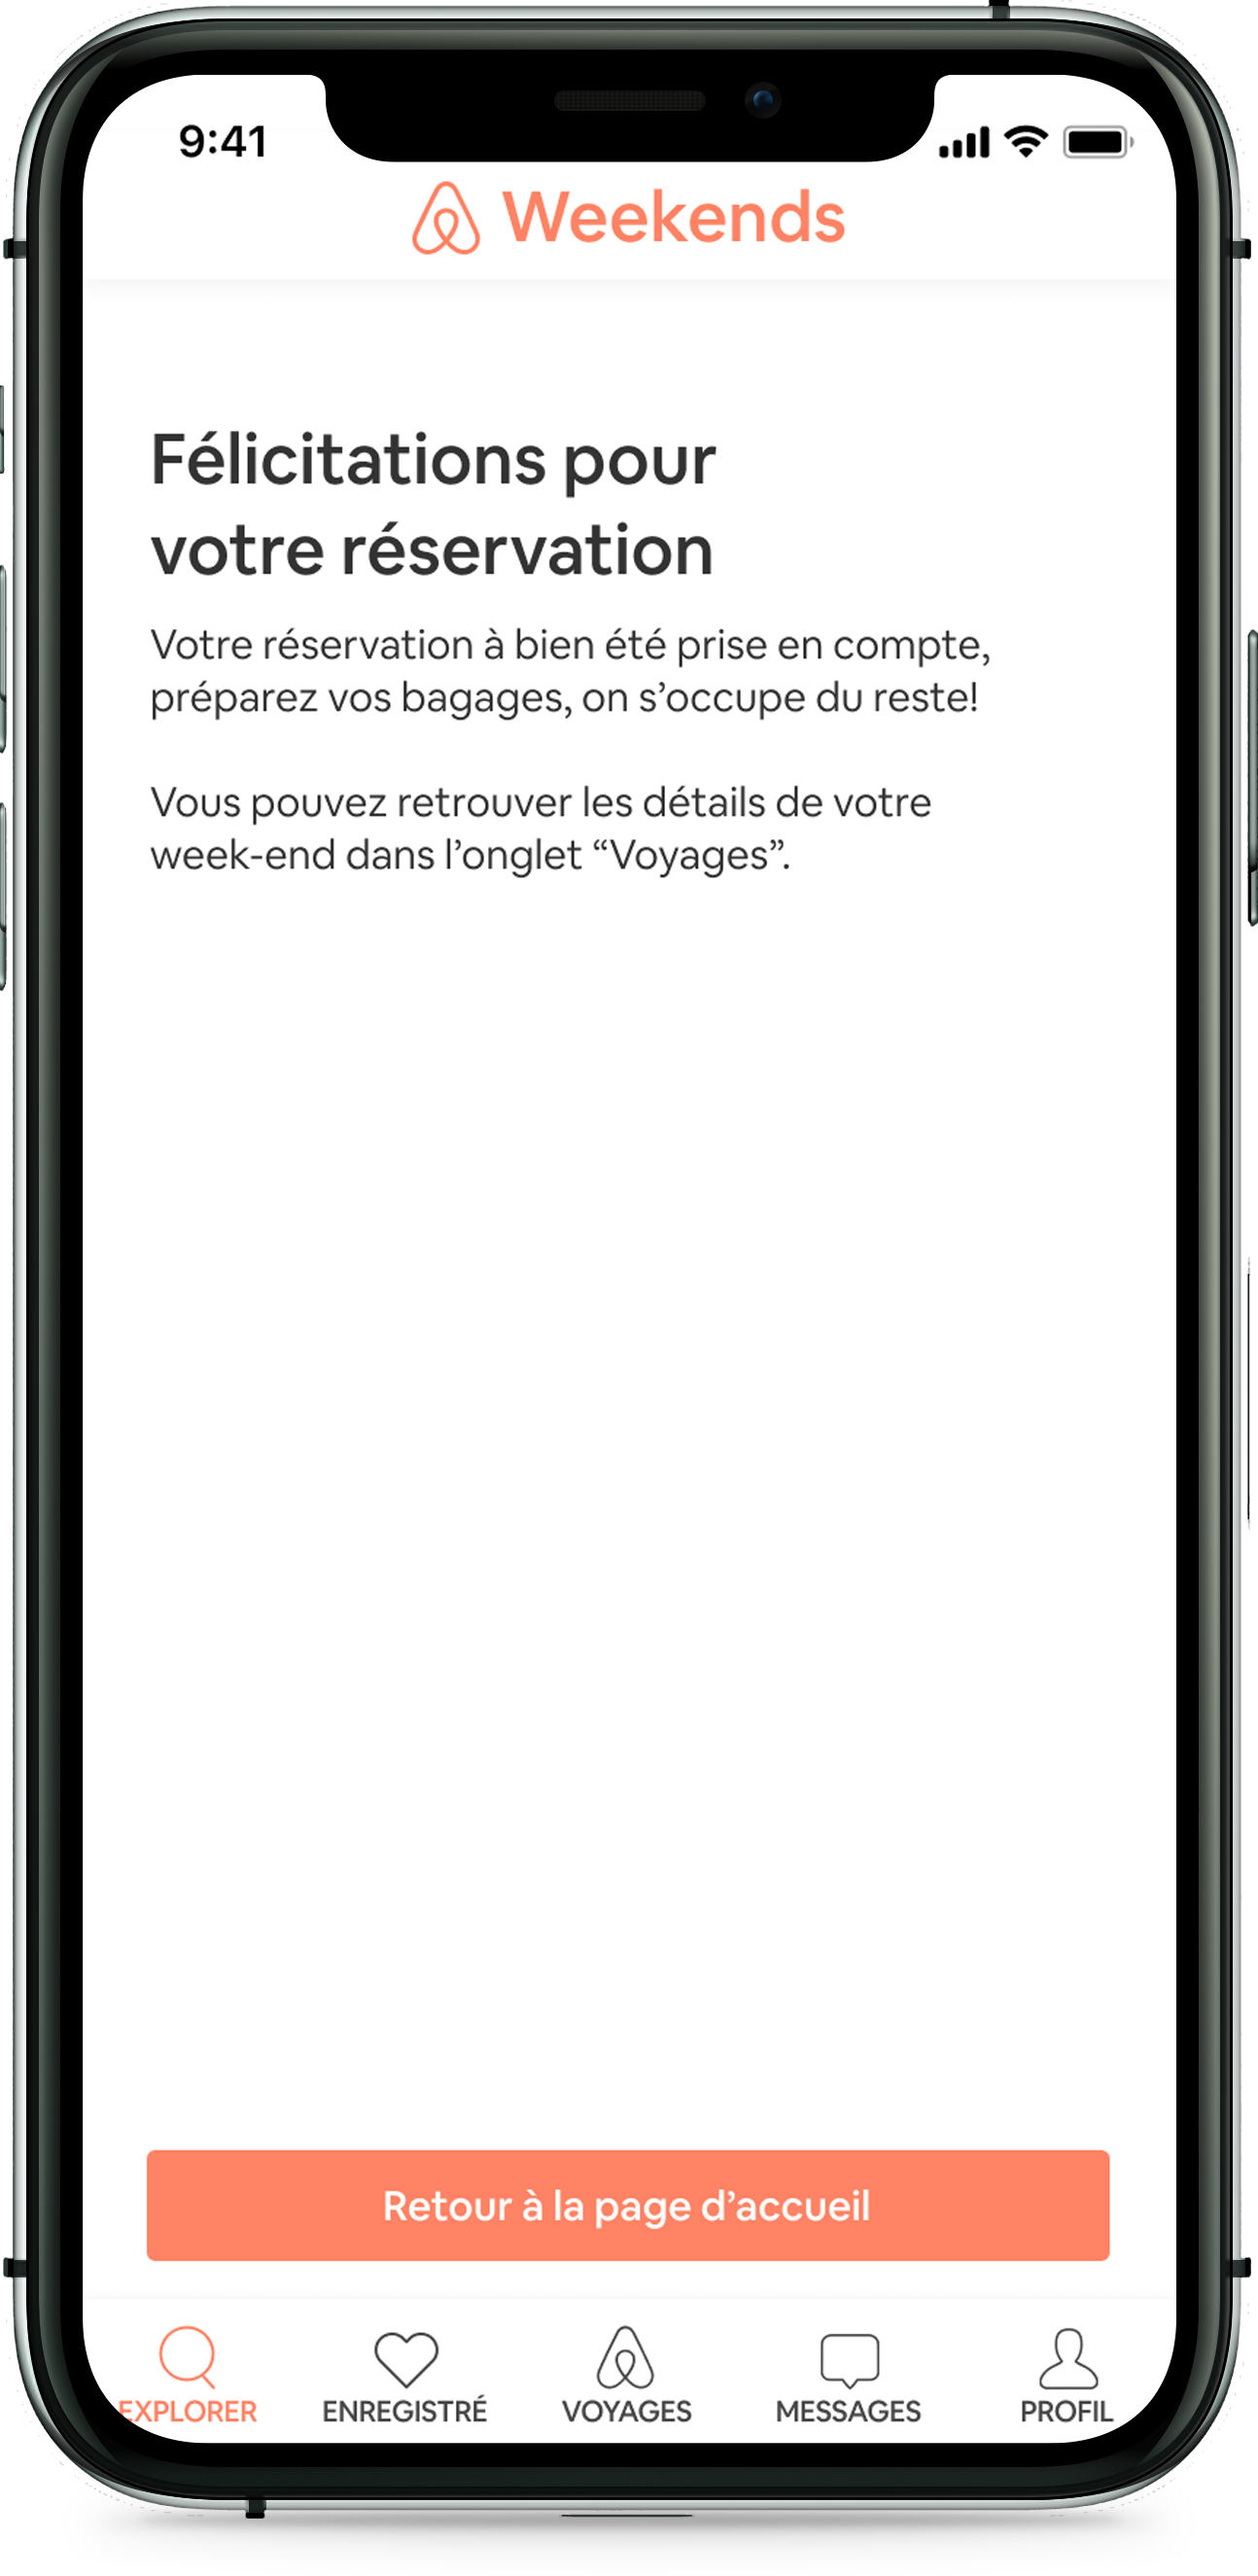 9:41
Weekends
Félicitations pour
votre réservation
Votre réservation à bien été prise en compte,
préparez vos bagages, on s’occupe du reste!
Vous pouvez retrouver les détails de votre
week-end dans l’onglet “Voyages”.
Retour à la page d’accueil
EXPLORER ENREGISTRÉ VOYAGES MESSAGES PROFIL